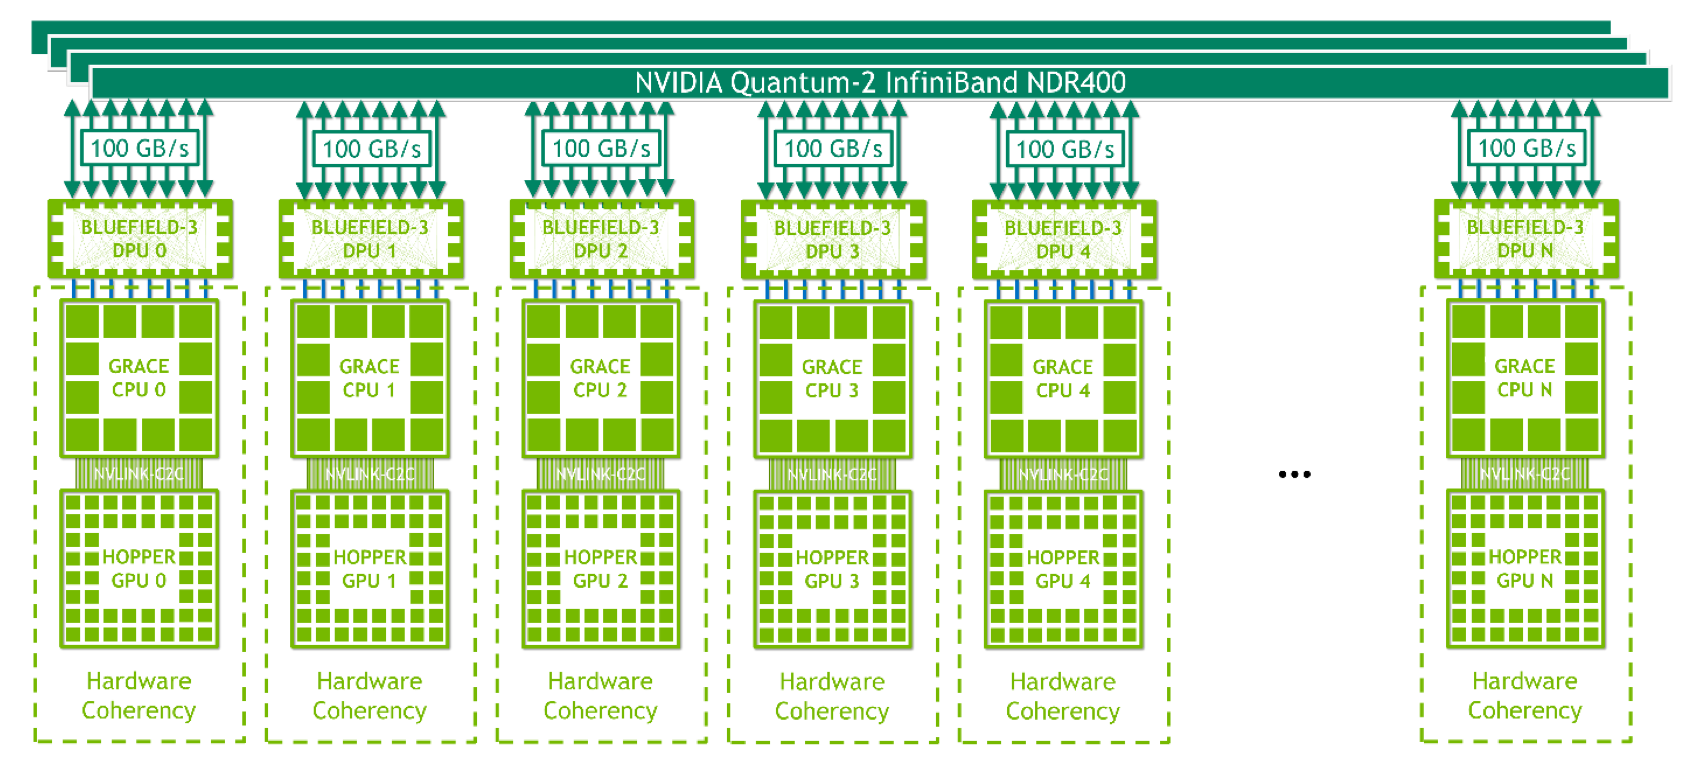 NVIDIA Quantum-2 InfiniBand NDR400
100 GB/s
100 GB/s
100 GB/s
100 GB/s
100 GB/s
100 GB/s
BLUEFIELD-3
DPU 0
BLUEFIELD-3
DPU 1
BLUEFIELD-3
DPU 2
BLUEFIELD-3
DPU 3
BLUEFIELD-3
DPU 4
BLUEFIELD-3
DPU N
GRACE
CPU 0
GRACE
CPU 1
GRACE
CPU 2
GRACE
CPU 3
GRACE
CPU 4
GRACE
CPU N
NVLINK-C2C
NVLINK-C2C
NVLINK-C2C
NVLINK-C2C
NVLINK-C2C
...
NVLINK-C2C
HOPPER
GPU 0
HOPPER
GPU 1
HOPPER
GPU 2
HOPPER
GPU 3
HOPPER
GPU 4
HOPPER
GPU N
Hardware
Coherency
Hardware
Coherency
Hardware
Coherency
Hardware
Coherency
Hardware
Coherency
Hardware
Coherency